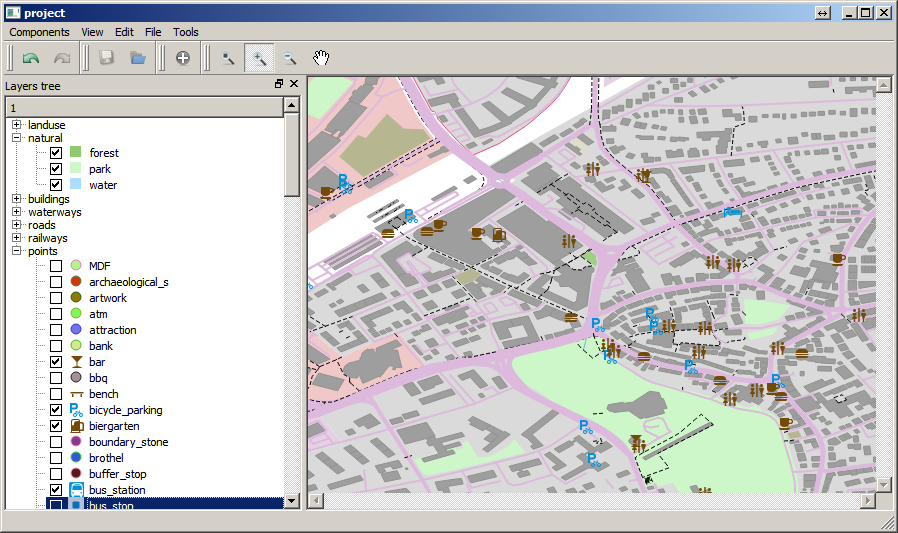 project
Components View Edit File Tools
Layers tree
1
landuse
natural
forest
park
water
buildings
waterways
roads
railways
points
MDF
archaeological_s
artwork
atm
attraction
bank
bar
bbq
bench
bicycle_parking
biergarten
boundary_stone
brothel
buffer_stop
bus_station
bus_stop